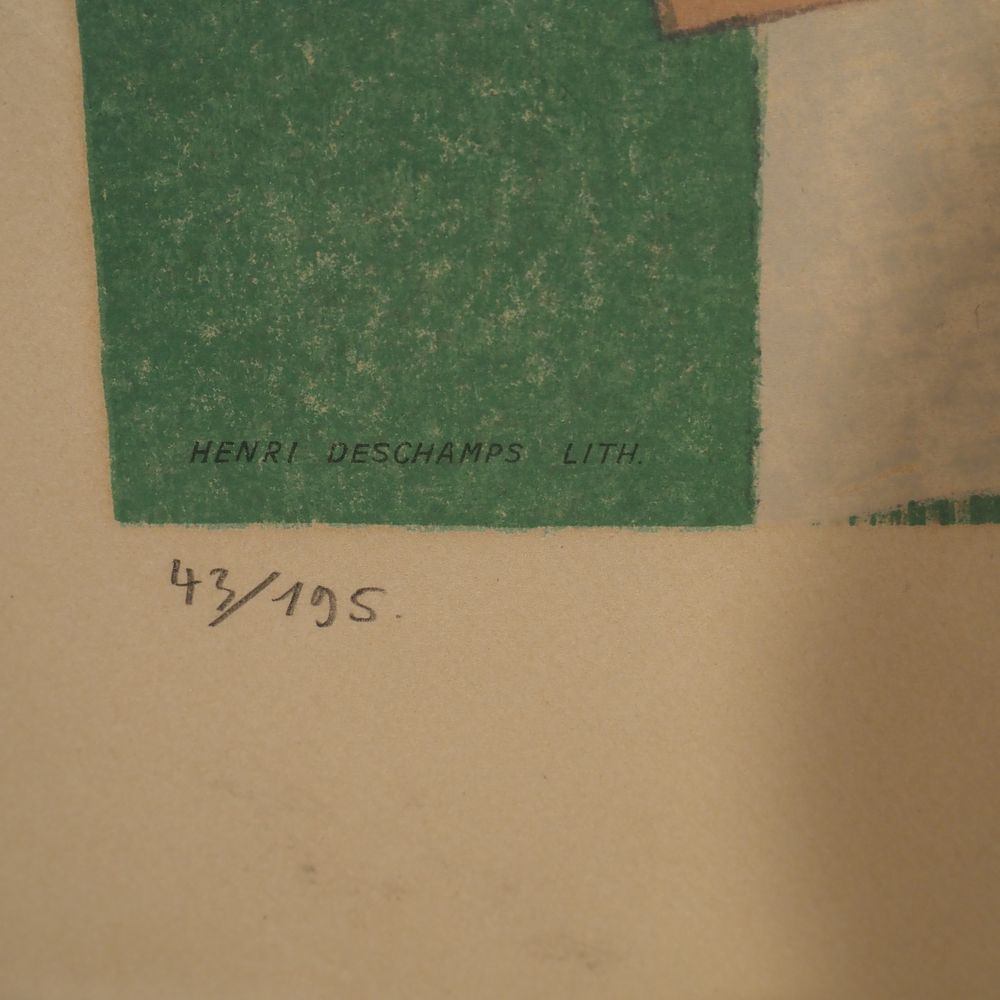 HENRI DESCHAMPS LITH.
43/195.